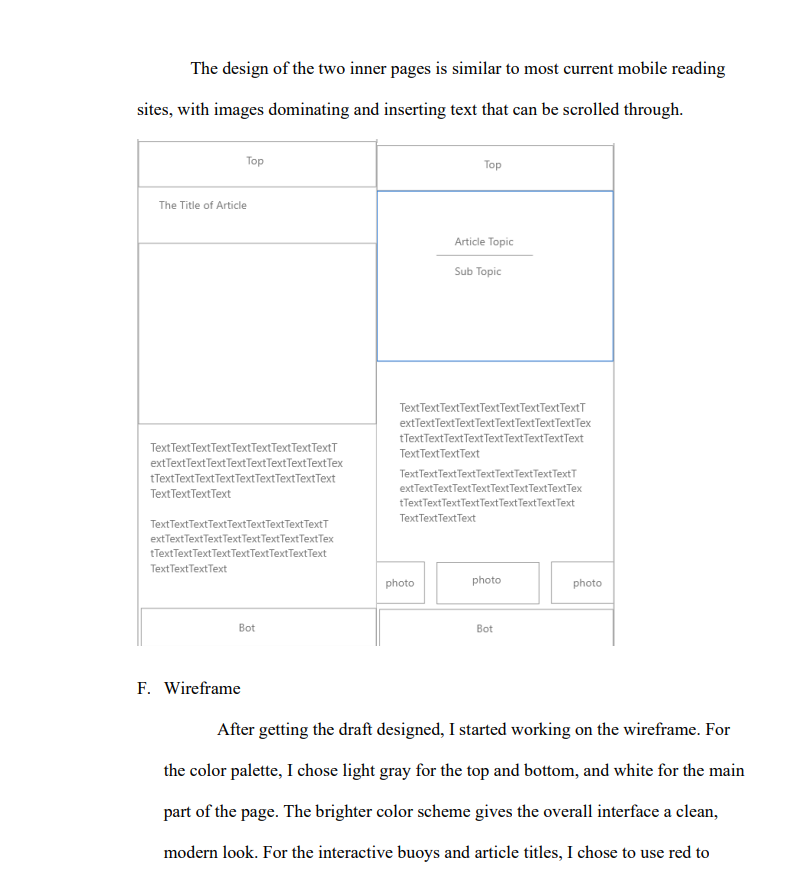 The design of the two inner pages is similar to most current mobile reading
sites, with images dominating and inserting text that can be scrolled through.
Top
The Title of Article
TextTextTextTextTextTextTextTextTextT
extTextTextTextTextTextTextTextTextTex
tTextTextTextTextTextTextTextTextText
TextTextTextText
TextTextTextTextTextTextTextTextTextT
extTextTextTextTextTextTextTextTextTex
tTextTextTextTextTextTextTextTextText
TextTextTextText
Bot
Top
Article Topic
Sub Topic
TextTextTextTextTextTextTextTextTextT
extTextTextTextTextTextTextTextTextTex
tTextTextTextTextTextTextTextTextText
TextTextTextText
TextTextTextTextTextTextTextTextTextT
extTextTextTextTextTextTextTextTextTex
tTextTextTextTextTextTextTextTextText
TextTextTextText
photo photo photo
Bot
F. Wireframe
After getting the draft designed, I started working on the wireframe. For
the color palette, I chose light gray for the top and bottom, and white for the main
part of the page. The brighter color scheme gives the overall interface a clean,
modern look. For the interactive buoys and article titles, I chose to use red to